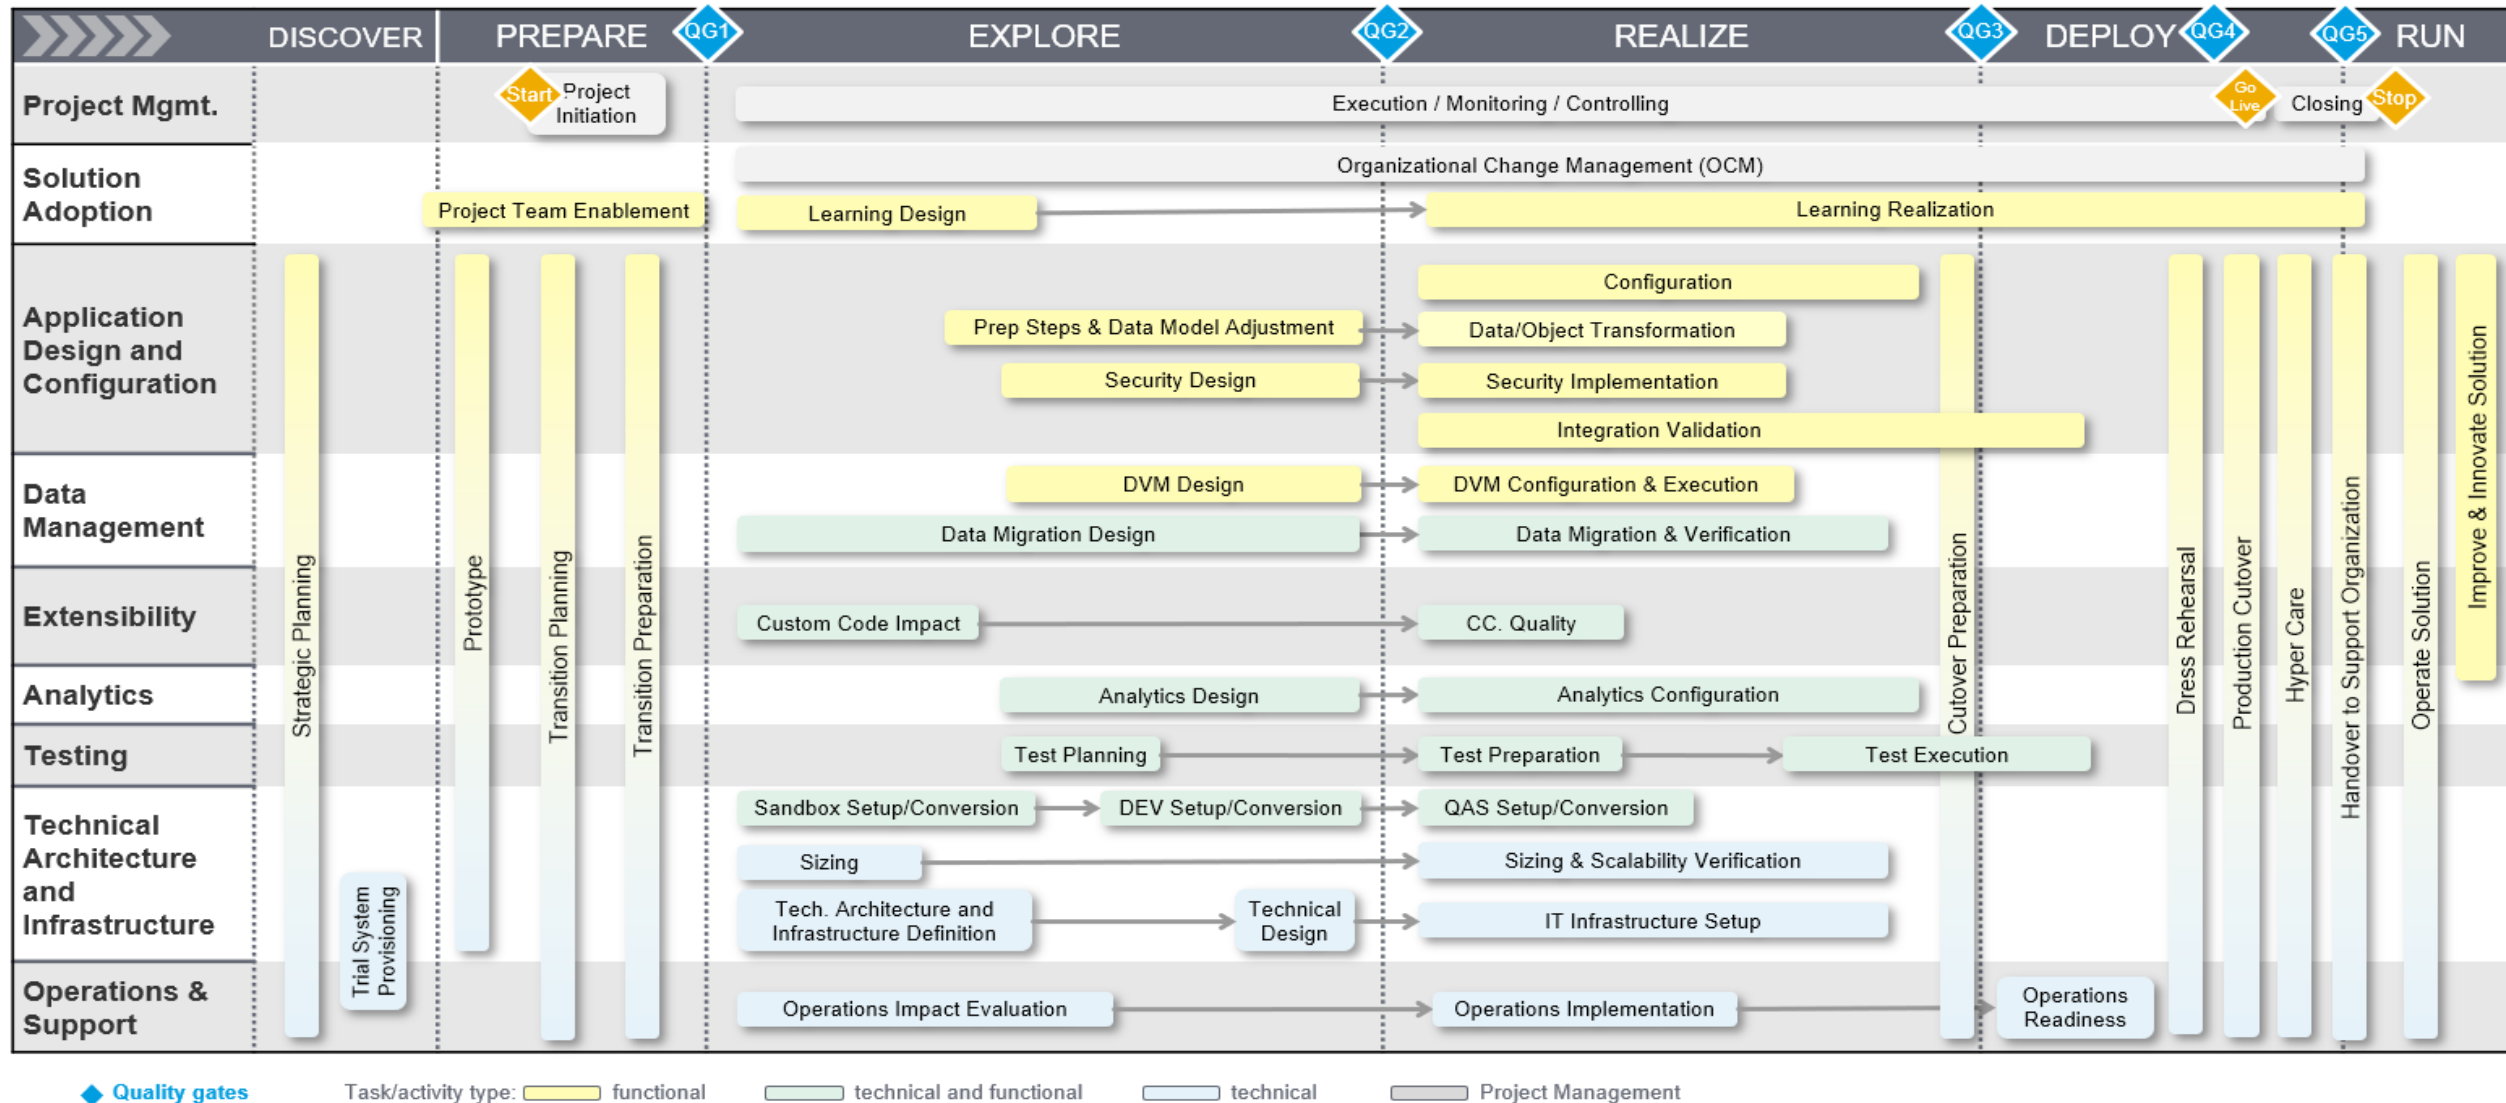 DISCOVER
PREPARE
QG1
EXPLORE
QG2
REALIZE
QG3
DEPLOY
QG4
QG5
RUN
Project Mgmt.
Start
Project
Initiation
Execution / Monitoring / Controlling
Go
Live
Closing
Stop
Solution
Adoption
Organizational Change Management (OCM)
Project Team Enablement
Learning Design
Learning Realization
Application
Design and
Configuration
Configuration
Prep Steps & Data Model Adjustment
Data/Object Transformation
Security Design
Security Implementation
Integration Validation
Data
Management
DVM Design
DVM Configuration & Execution
Data Migration Design
Data Migration & Verification
Extensibility
Custom Code Impact
CC. Quality
Analytics
Analytics Design
Analytics Configuration
Testing
Test Planning
Test Preparation
Test Execution
Technical
Architecture
and
Infrastructure
Sandbox Setup/Conversion
DEV Setup/Conversion
QAS Setup/Conversion
Sizing
Sizing & Scalability Verification
Tech. Architecture and
Infrastructure Definition
Technical
Design
IT Infrastructure Setup
Operations &
Support
Operations Impact Evaluation
Operations Implementation
Operations
Readiness
Strategic Planning
Trial System
Provisioning
Prototype
Transition Planning
Transition Preparation
Cutover Preparation
Dress Rehearsal
Production Cutover
Hyper Care
Handover to Support Organization
Operate Solution
Improve & Innovate Solution
Quality gates
Task/activity type:
functional
technical and functional
technical
Project Management